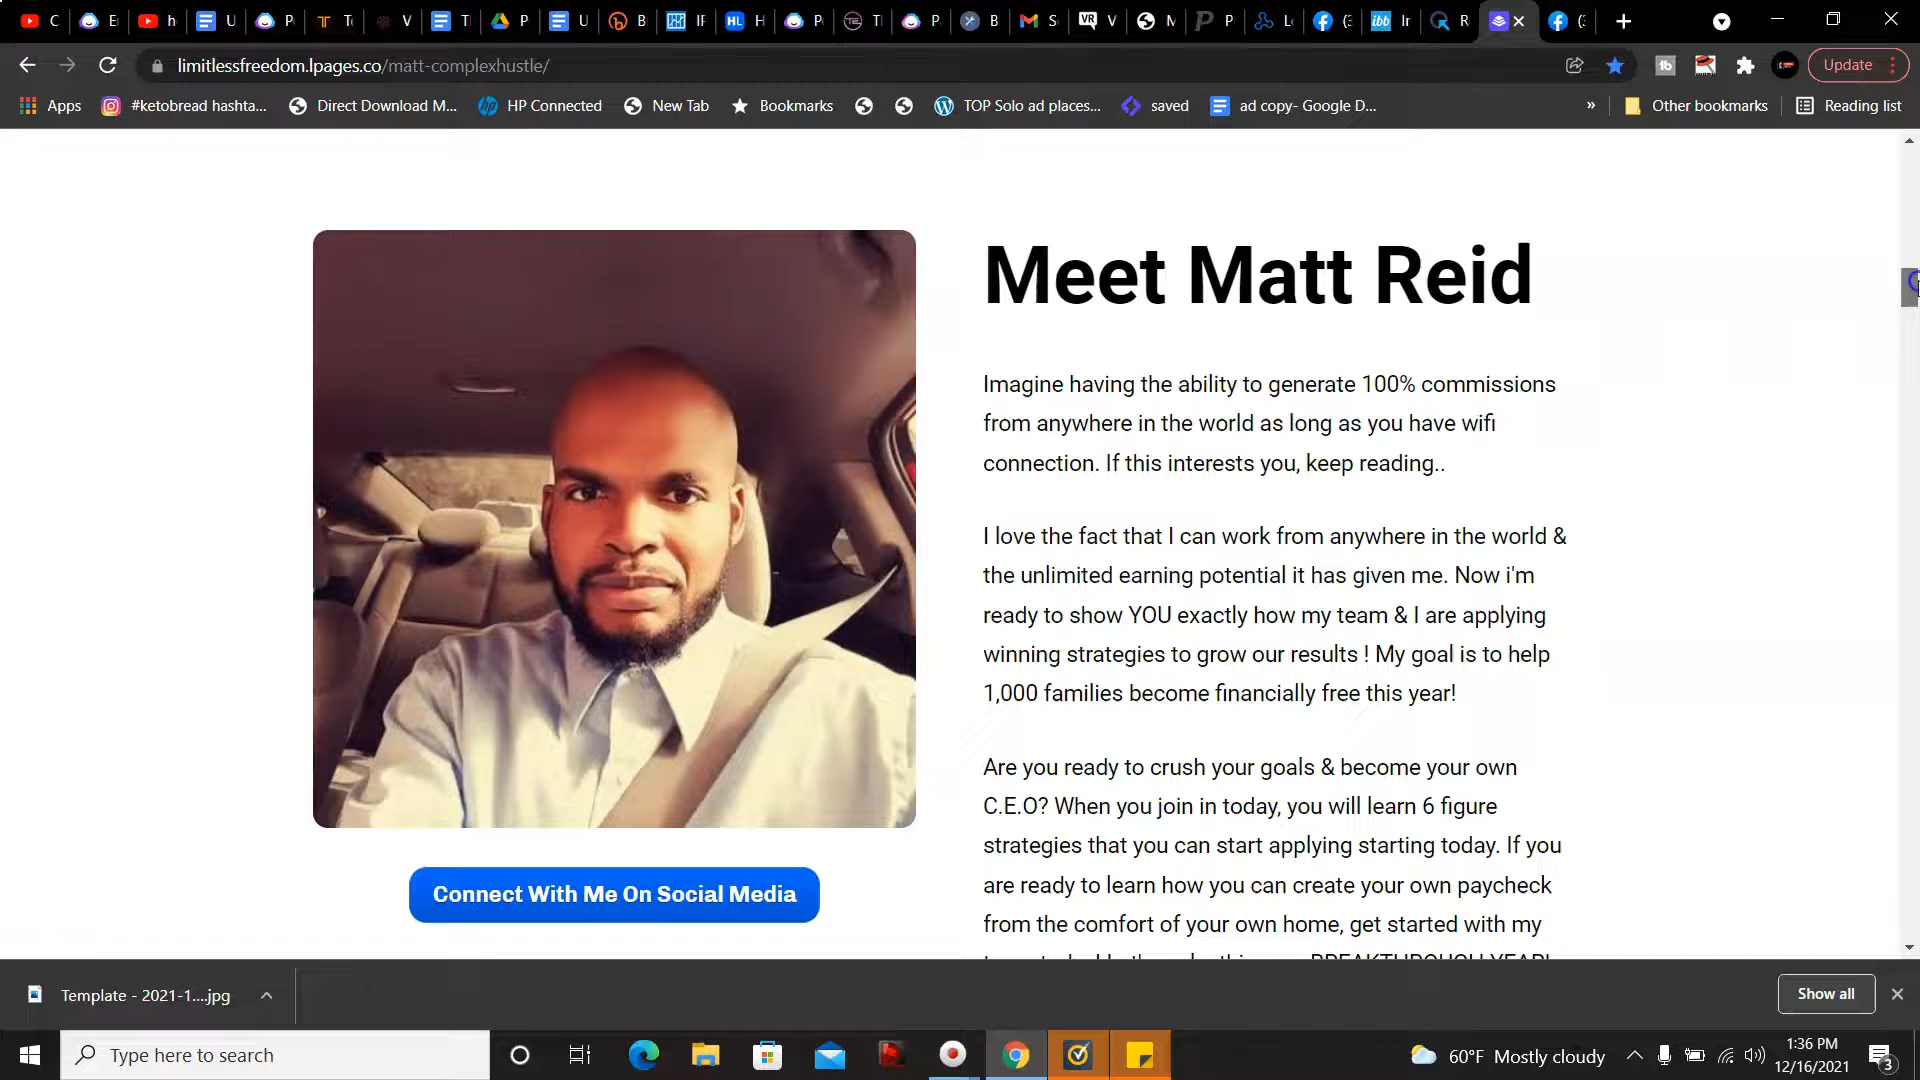 C
E
h
U
P
T
V
T
P
U
B
IF
H
P
T
P
B
S
V
M
P
L
(3
In
R
(3
limitlessfreedom.lpages.co/matt-complexhustle/
Update
Apps
#ketobread hashta...
Direct Download M...
HP Connected
New Tab
Bookmarks
TOP Solo ad places...
saved
ad copy- Google D...
»
Other bookmarks
Reading list
Meet Matt Reid
Imagine having the ability to generate 100% commissions
from anywhere in the world as long as you have wifi
connection. If this interests you, keep reading..
I love the fact that I can work from anywhere in the world &
the unlimited earning potential it has given me. Now i'm
ready to show YOU exactly how my team & I are applying
winning strategies to grow our results ! My goal is to help
1,000 families become financially free this year!
Are you ready to crush your goals & become your own
C.E.O? When you join in today, you will learn 6 figure
strategies that you can start applying starting today. If you
are ready to learn how you can create your own paycheck
from the comfort of your own home, get started with my
BREAKTHROUGH YEAR!
Connect With Me On Social Media
Template - 2021-1....jpg
Show all
Type here to search
60°F Mostly cloudy
1:36 PM
12/16/2021
3